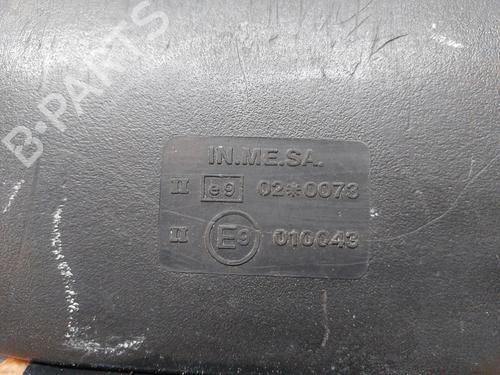 B-PARTS
IN.ME.SA.
II e9 02*0073
II E9 010043